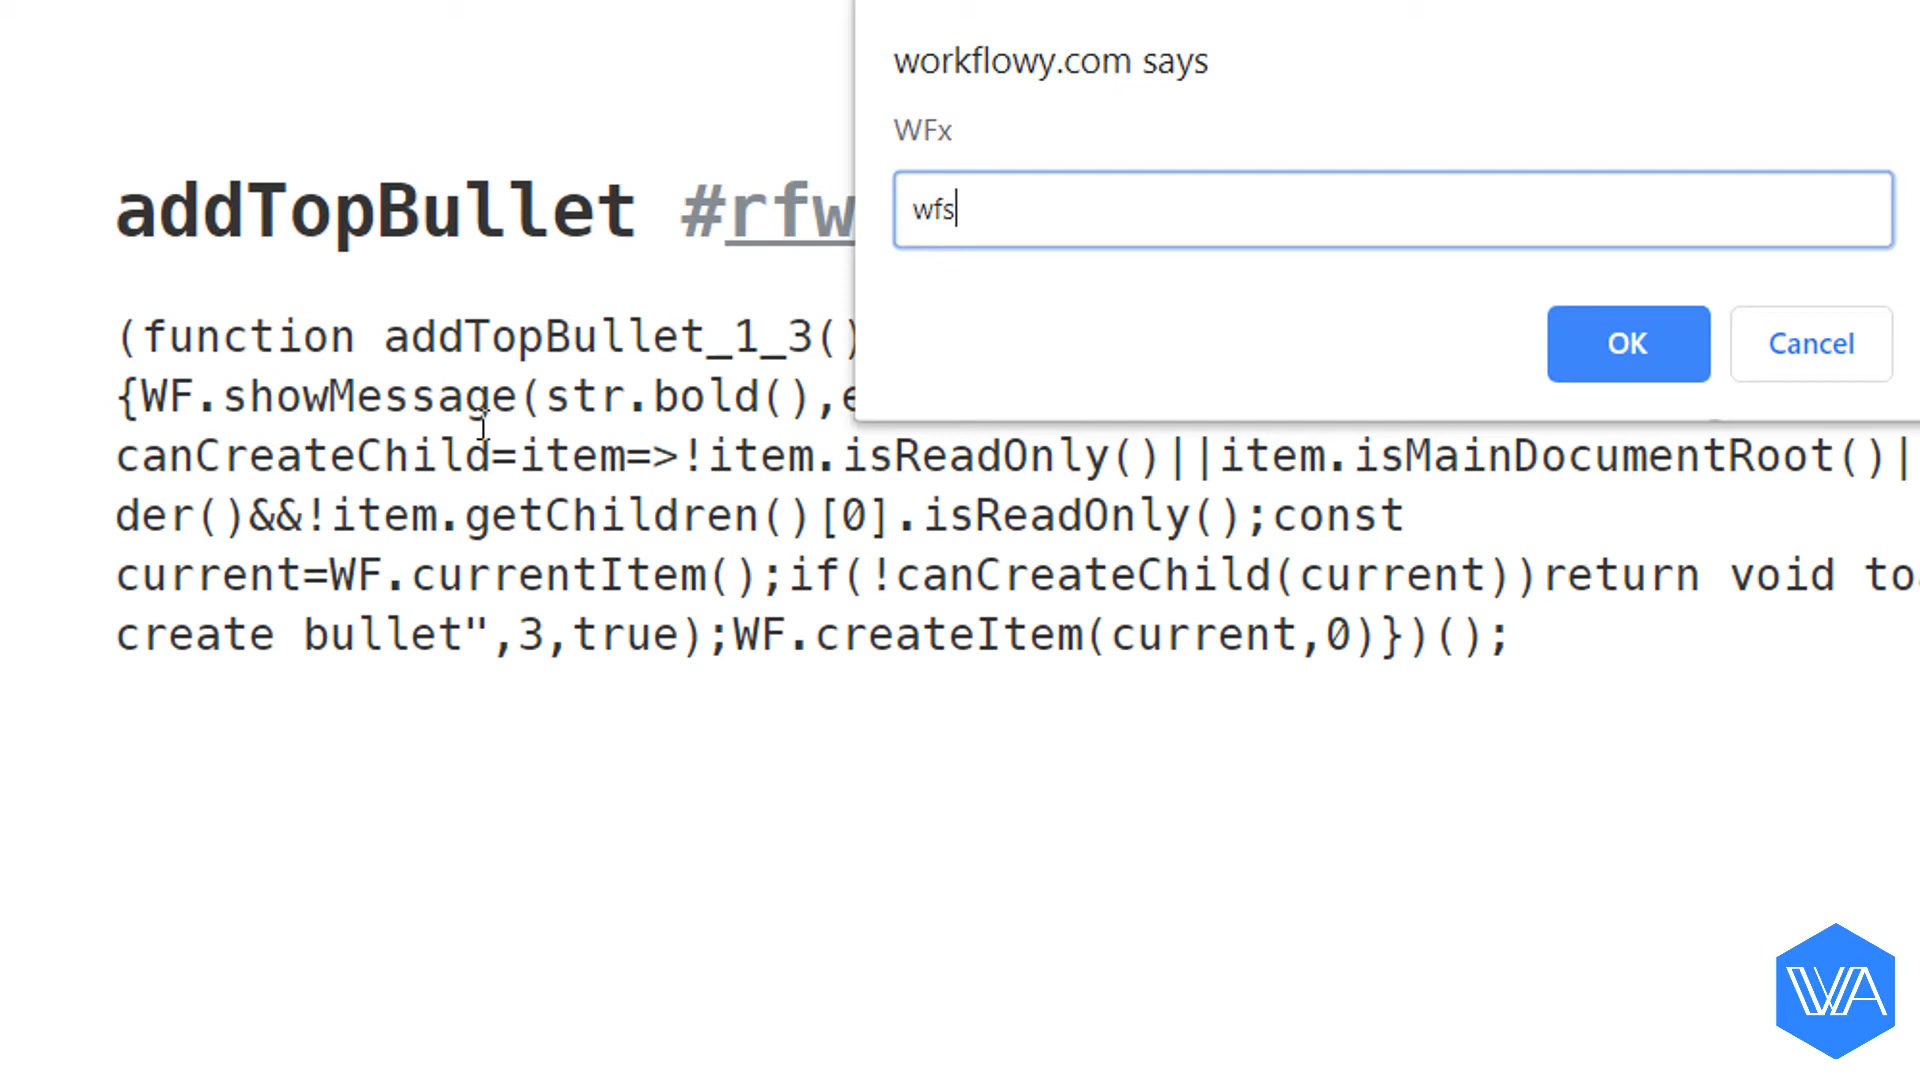 workflowy.com says
WFx
wfs
OK Cancel
addTopBullet #rfw
(function addTopBullet_1_3()
{WF.showMessage(str.bold(),e
canCreateChild=item=>!item.isReadOnly()||item.isMainDocumentRoot()|
der()&&!item.getChildren()[0].isReadOnly();const
current=WF.currentItem();if(!canCreateChild(current))return void to
create bullet",3,true);WF.createItem(current,0)})();
WA